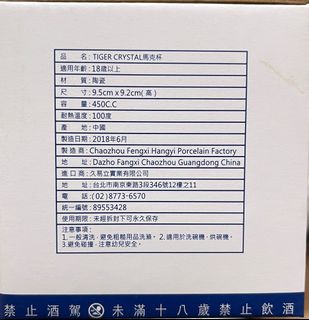 品　名：TIGER CRYSTAL馬克杯
適用年齡：18歲以上
材　質：陶瓷
尺　寸：9.5cm x 9.2cm(高)
容　量：450C.C
耐熱溫度：100度
產　地：中國
製造日期：2018年6月
製 造 商：Chaozhou Fengxi Hangyi Porcelain Factory
地　址：Dazho Fangxi Chaozhou Guangdong China
進 口 商：久易立實業有限公司
地　址：台北市南京東路3段346號12樓之11
電　話：(02)8773-6570
統一編號：89553428
使用期限：未經拆封下可永久保存
注意事項：
1.一般清洗，避免粗糙用品洗滌。2.適用於洗碗機，烘碗機。
3.避免碰撞，注意幼兒安全。
禁止酒駕 未滿十八歲禁止飲酒